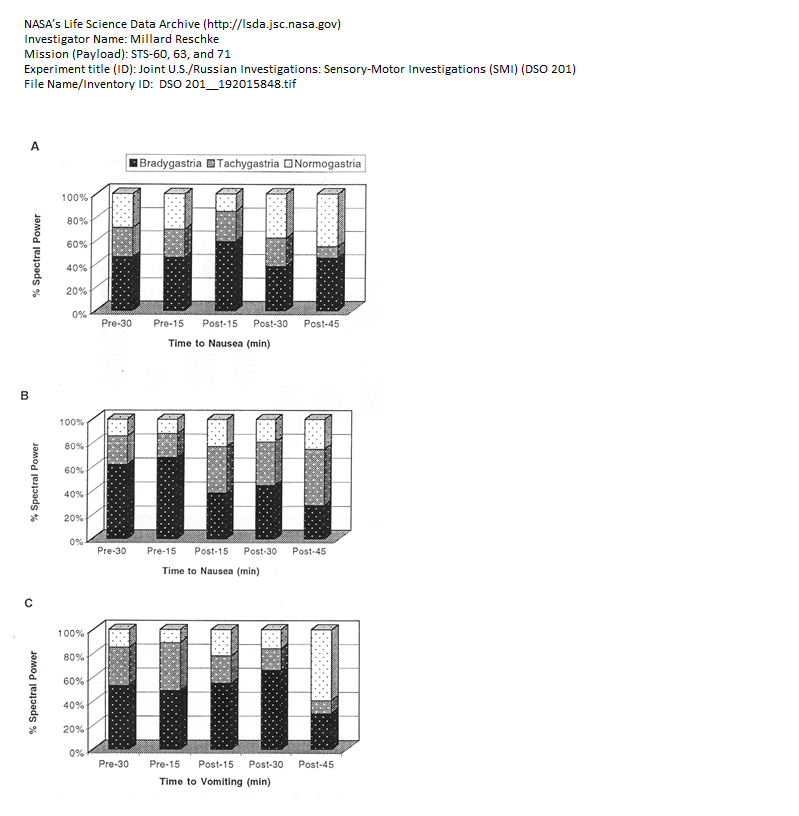 NASA's Life Science Data Archive (http://lsda.jsc.nasa.gov)
Investigator Name: Millard Reschke
Mission (Payload): STS-60, 63, and 71
Experiment title (ID): Joint U.S./Russian Investigations: Sensory-Motor Investigations (SMI) (DSO 201)
File Name/Inventory ID:  DSO 201__192015848.tif
A
Bradygastria Tachygastria Normogastria
% Spectral Power
100%
80%
60%
40%
20%
0%
Pre-30 Pre-15 Post-15 Post-30 Post-45
Time to Nausea (min)
B
% Spectral Power
100%
80%
60%
40%
20%
0%
Pre-30 Pre-15 Post-15 Post-30 Post-45
Time to Nausea (min)
C
% Spectral Power
100%
80%
60%
40%
20%
0%
Pre-30 Pre-15 Post-15 Post-30 Post-45
Time to Vomiting (min)